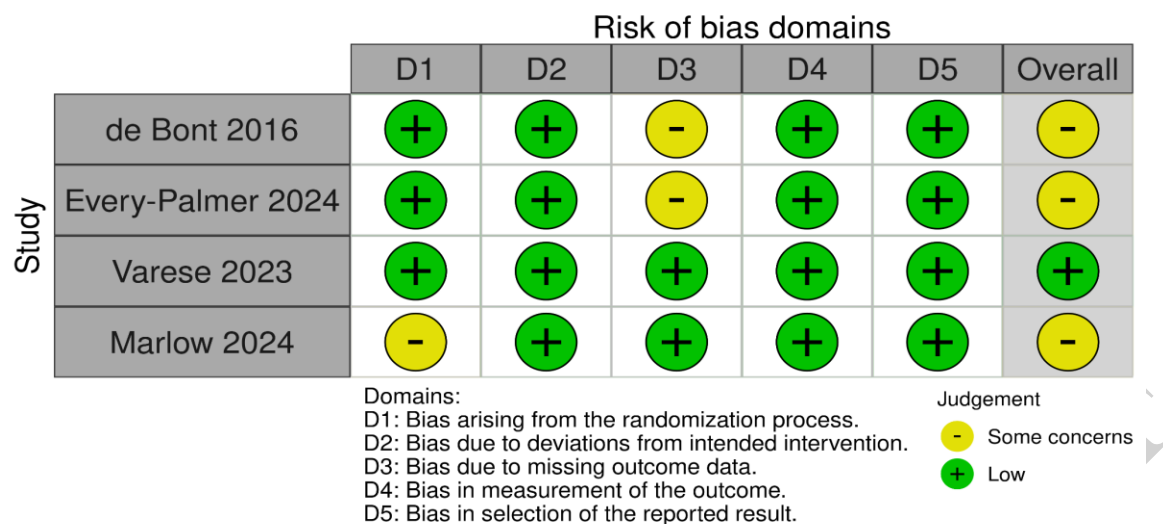 Risk of bias domains
D1 D2 D3 D4 D5 Overall
Study
de Bont 2016 + + - + + -
Every-Palmer 2024 + + - + + -
Varese 2023 + + + + + +
Marlow 2024 - + + + + -
Domains:
D1: Bias arising from the randomization process.
D2: Bias due to deviations from intended intervention.
D3: Bias due to missing outcome data.
D4: Bias in measurement of the outcome.
D5: Bias in selection of the reported result.
Judgement
- Some concerns
+ Low